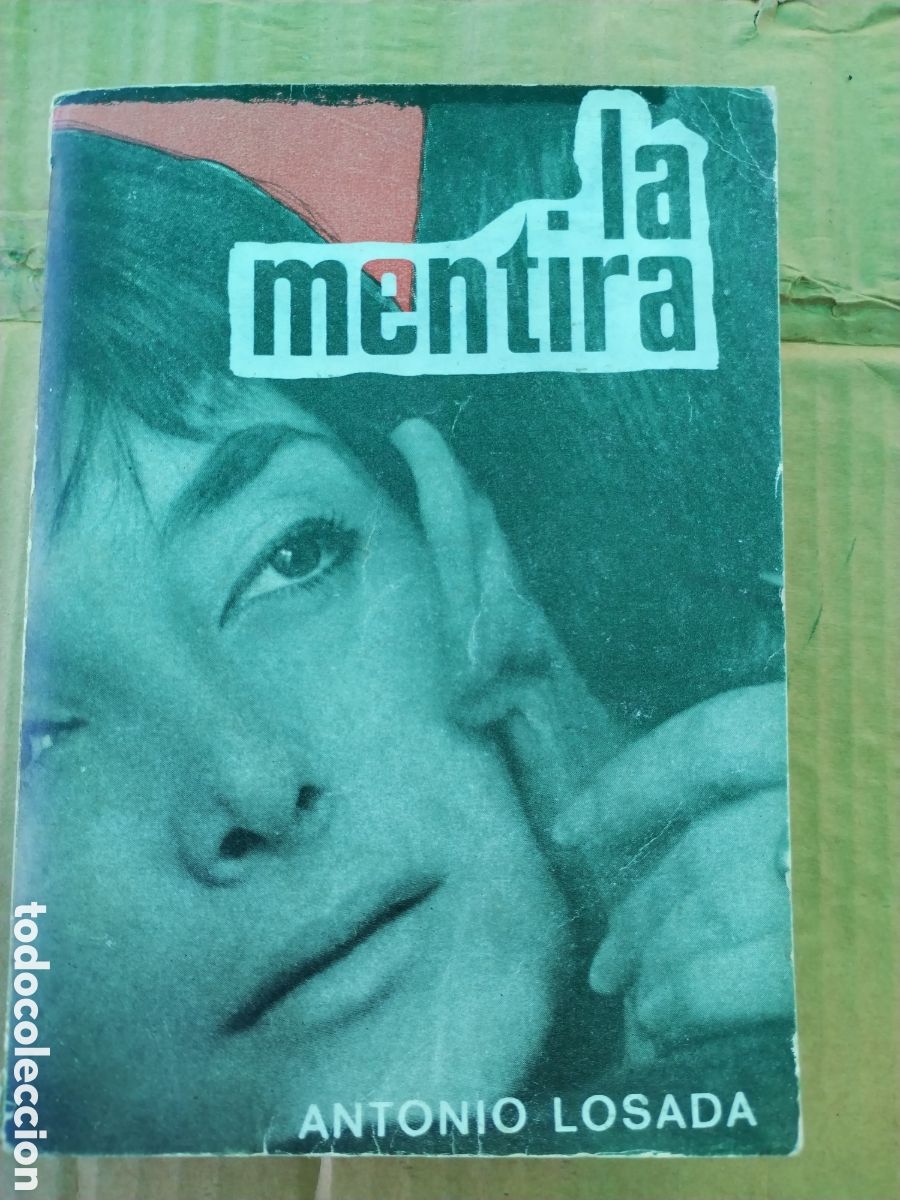 la
mentira
ANTONIO LOSADA
todocoleccion